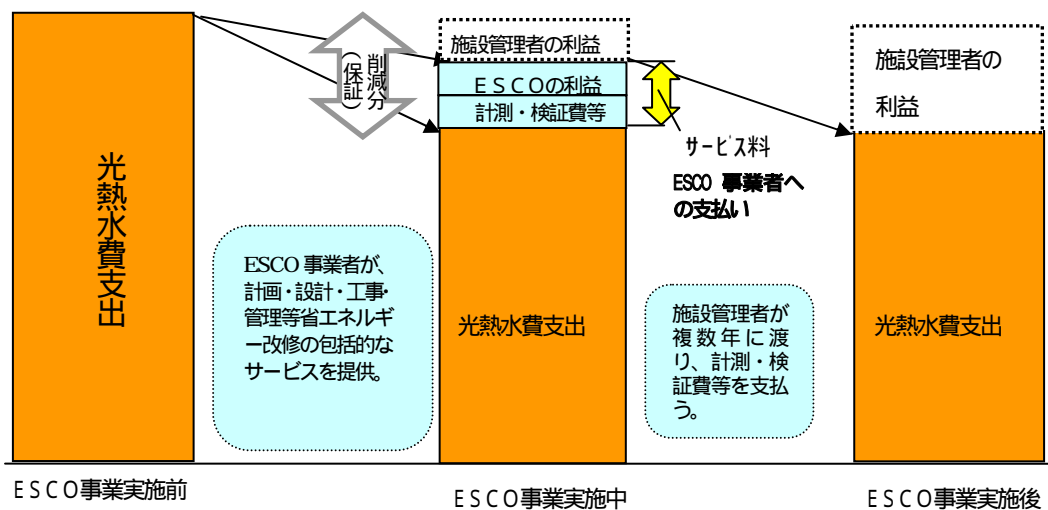 光熱水費支出
削減分
(保証)
施設管理者の利益
ESCOの利益
計測・検証費等
サービス料
ESCO 事業者へ
の支払い
施設管理者の
利益
ESCO 事業者が、
計画・設計・工事・
管理等省エネルギ
ー改修の包括的な
サービスを提供。
光熱水費支出
施設管理者が
複数年に渡
り、計測・検
証費等を支払
う。
光熱水費支出
ESCO事業実施前
ESCO事業実施中
ESCO事業実施後